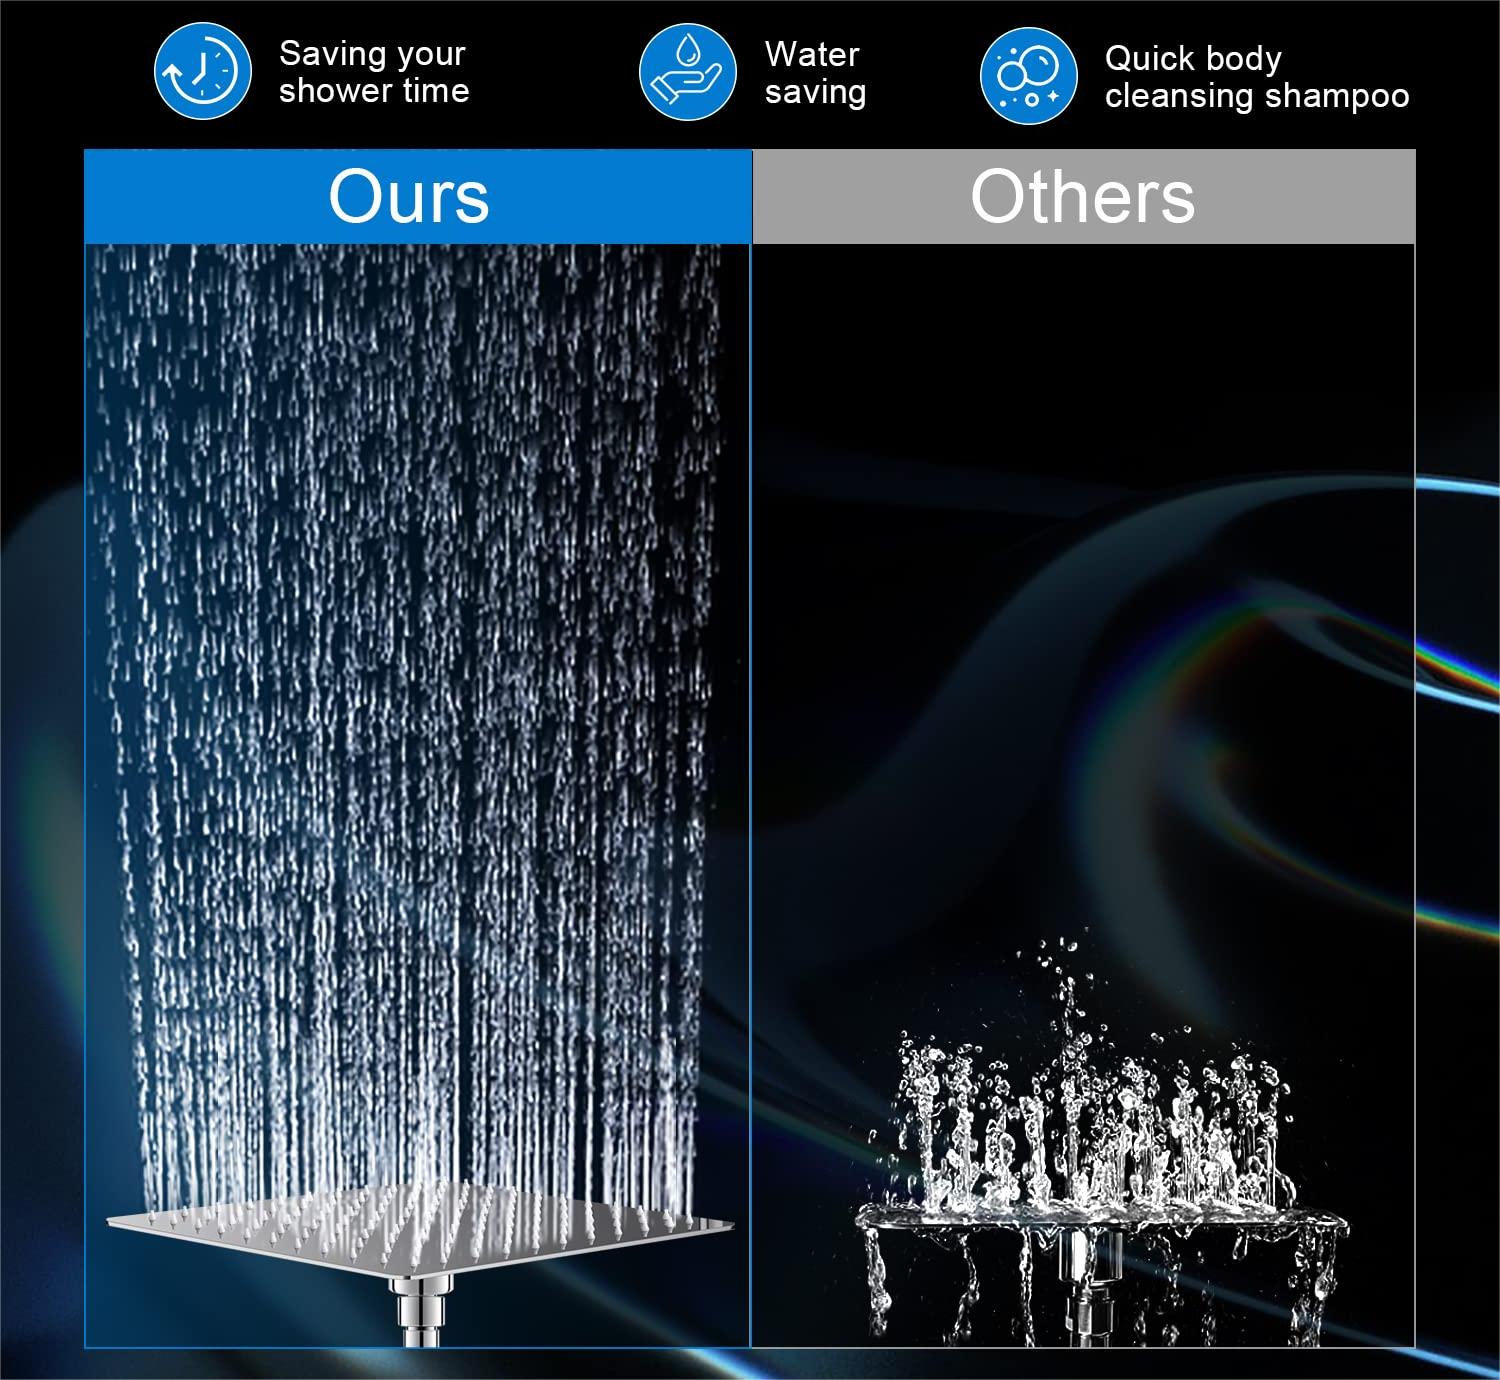 Saving your
shower time
Water
saving
Quick body
cleansing shampoo
Ours
Others